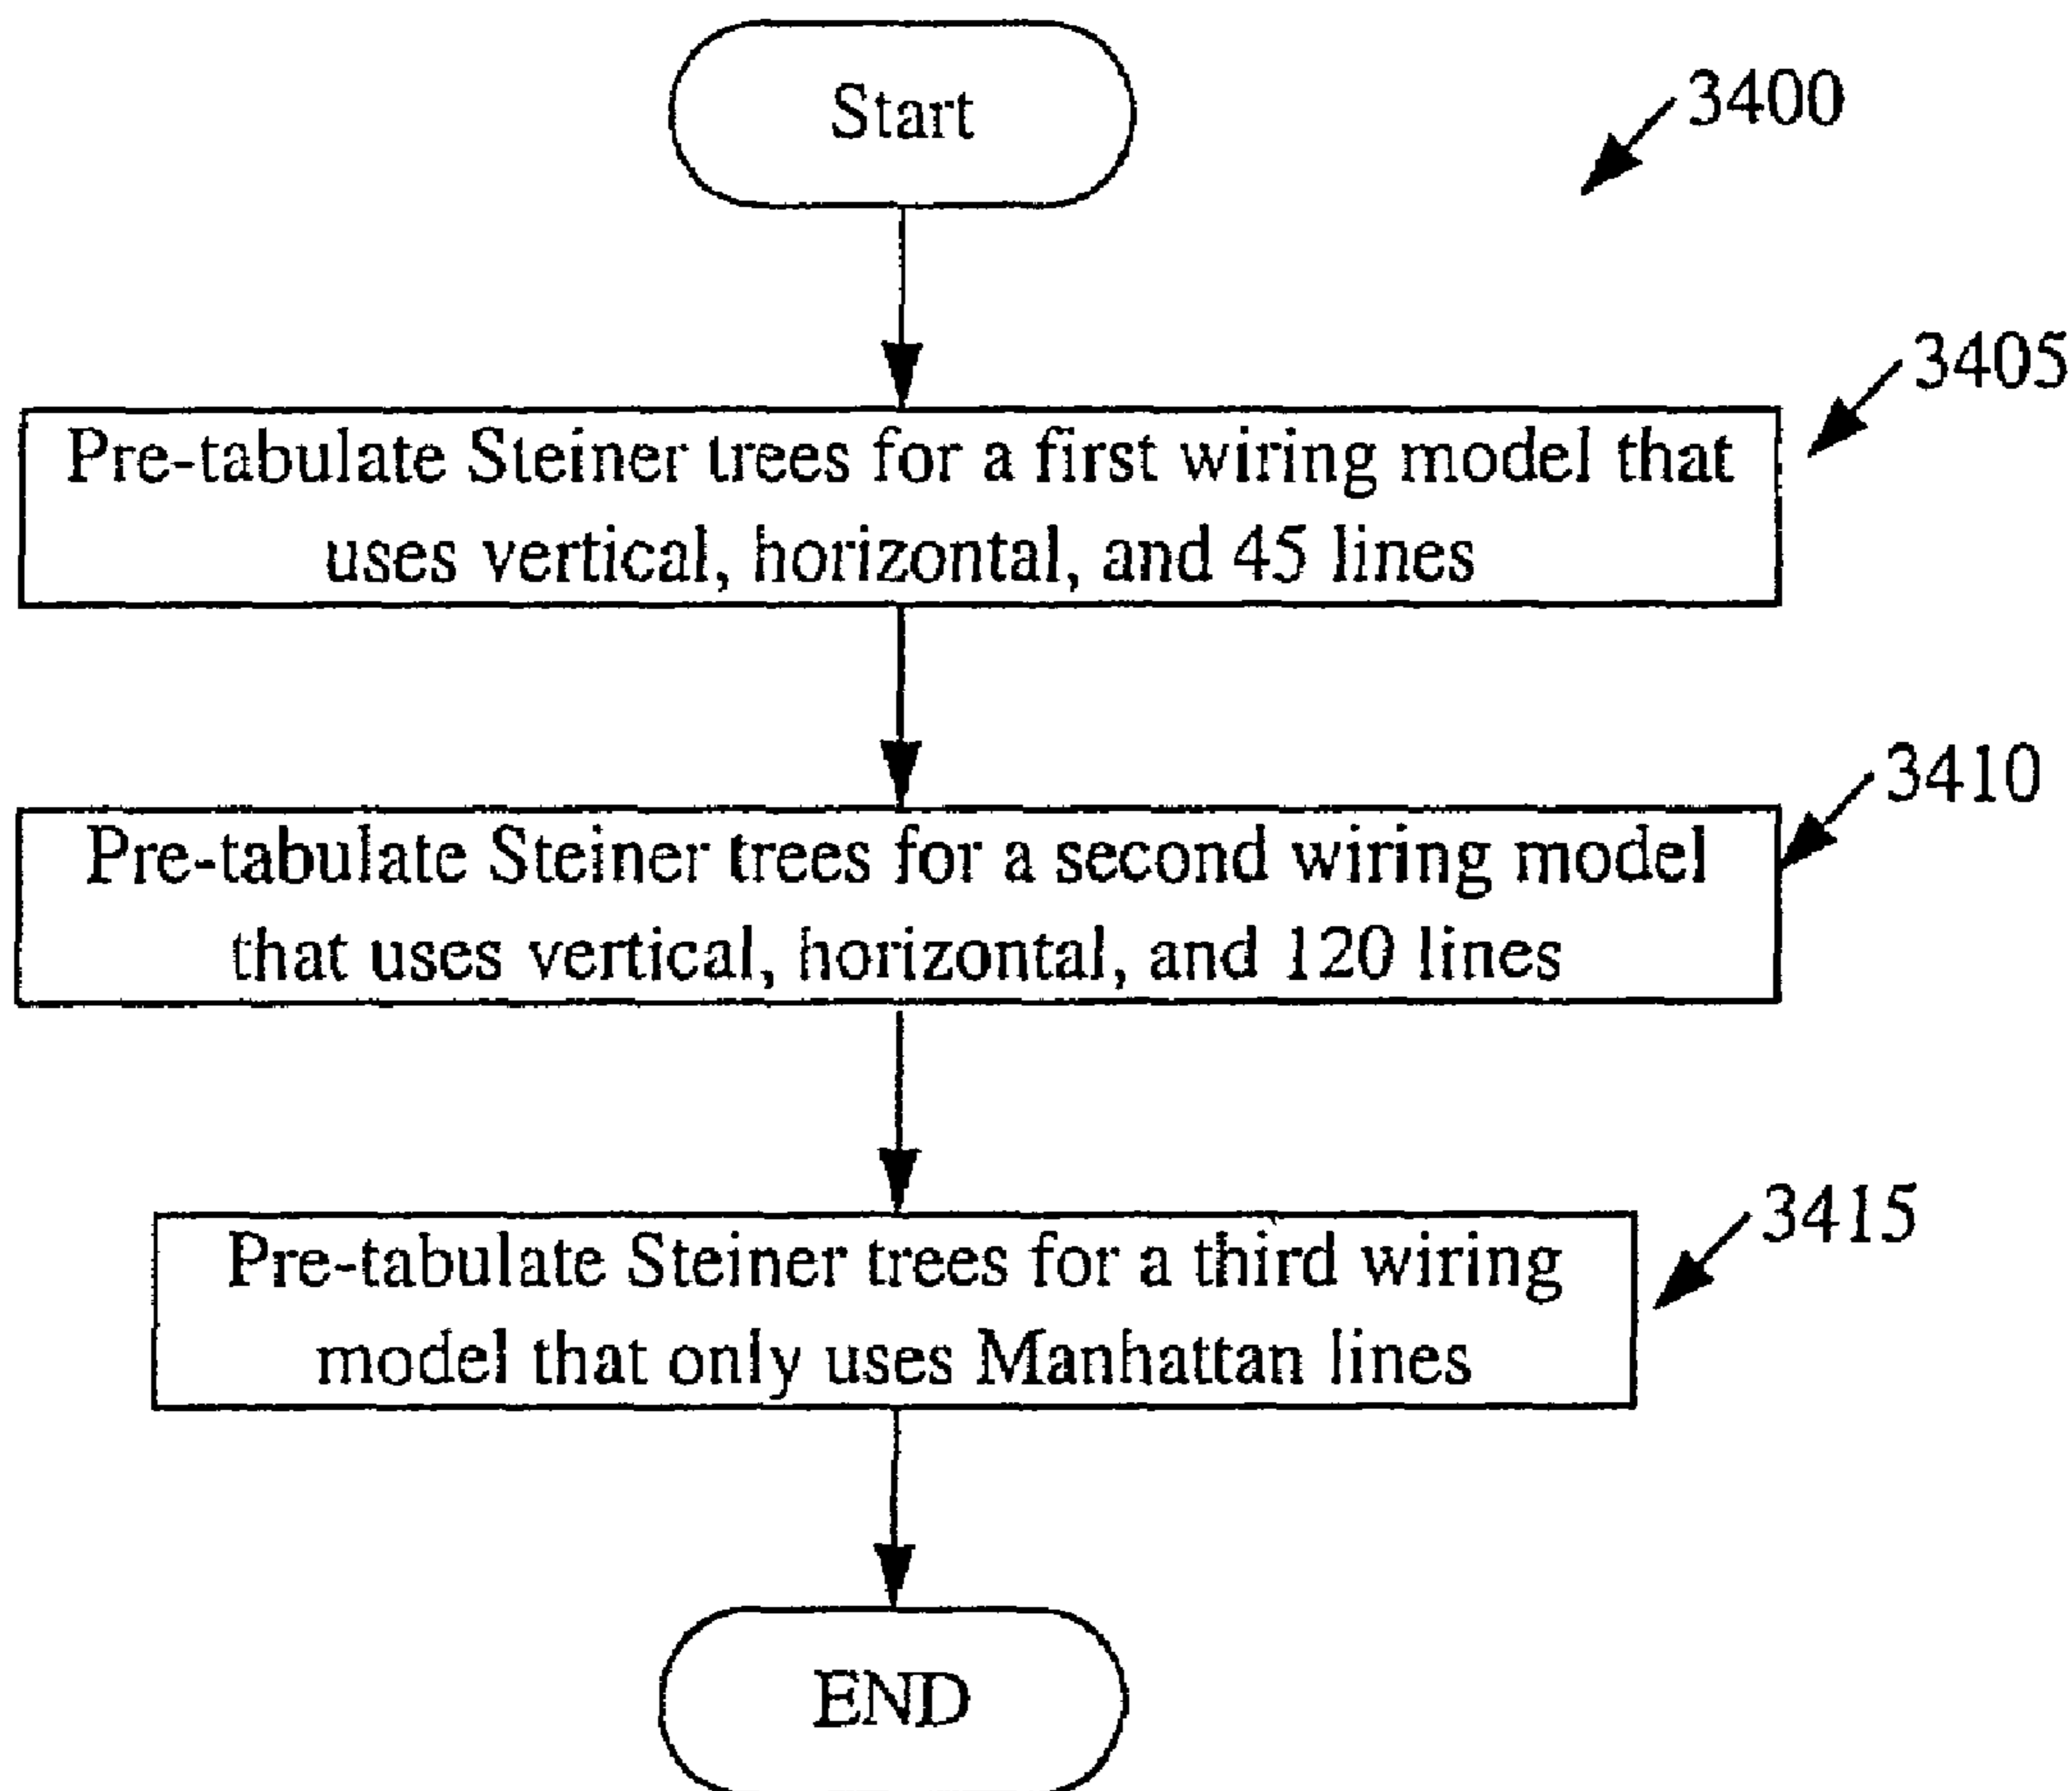 Start
3400
3405
Pre-tabulate Steiner trees for a first wiring model that
uses vertical, horizontal, and 45 lines
3410
Pre-tabulate Steiner trees for a second wiring model
that uses vertical, horizontal, and 120 lines
3415
Pre-tabulate Steiner trees for a third wiring
model that only uses Manhattan lines
END